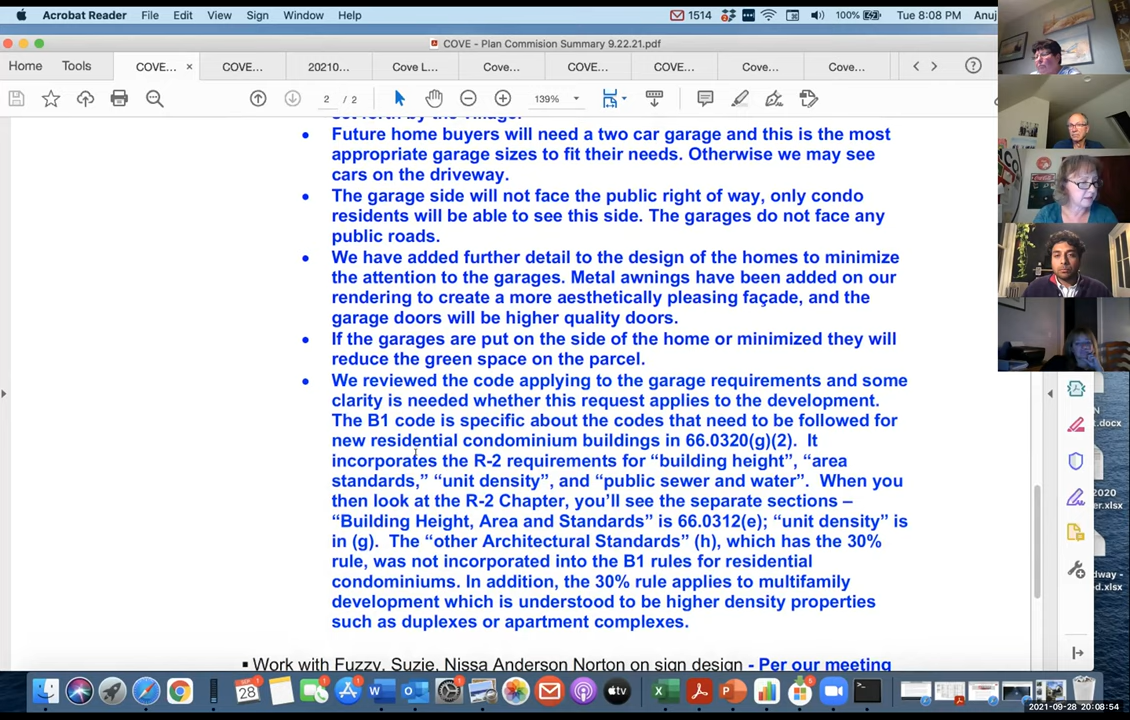 Acrobat Reader File Edit View Sign Window Help 1514 100% Tue 8:08 PM Anuj
COVE - Plan Commision Summary 9.22.21.pdf
Home Tools COVE... × COVE... 20210... Cove L... Cove... COVE... COVE... Cove... Cove...
2 / 2 139%
set forth by the village.
• Future home buyers will need a two car garage and this is the most
appropriate garage sizes to fit their needs. Otherwise we may see
cars on the driveway.
• The garage side will not face the public right of way, only condo
residents will be able to see this side. The garages do not face any
public roads.
• We have added further detail to the design of the homes to minimize
the attention to the garages. Metal awnings have been added on our
rendering to create a more aesthetically pleasing façade, and the
garage doors will be higher quality doors.
• If the garages are put on the side of the home or minimized they will
reduce the green space on the parcel.
• We reviewed the code applying to the garage requirements and some
clarity is needed whether this request applies to the development.
The B1 code is specific about the codes that need to be followed for
new residential condominium buildings in 66.0320(g)(2). It
incorporates the R-2 requirements for “building height”, “area
standards,” “unit density”, and “public sewer and water”. When you
then look at the R-2 Chapter, you’ll see the separate sections –
“Building Height, Area and Standards” is 66.0312(e); “unit density” is
in (g). The “other Architectural Standards” (h), which has the 30%
rule, was not incorporated into the B1 rules for residential
condominiums. In addition, the 30% rule applies to multifamily
development which is understood to be higher density properties
such as duplexes or apartment complexes.
▪ Work with Fuzzy, Suzie, Nissa Anderson Norton on sign design - Per our meeting
N
t.docx
2020
er.xlsx
dway -
d.xlsx
SEP
28
tv
2021-09-28 20:08:54